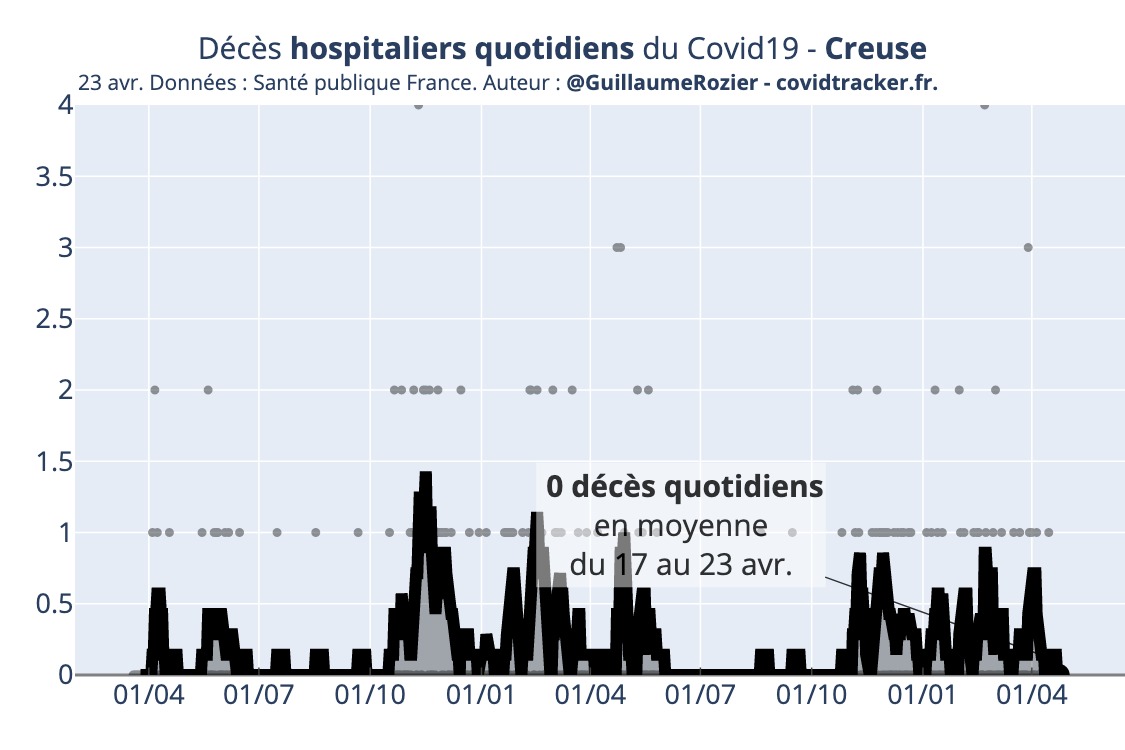 Décès hospitaliers quotidiens du Covid19 - Creuse
23 avr. Données : Santé publique France. Auteur : @GuillaumeRozier - covidtracker.fr.
4
3.5
3
2.5
2
1.5
1
0.5
0
0 décès quotidiens
en moyenne
du 17 au 23 avr.
01/04 01/07 01/10 01/01 01/04 01/07 01/10 01/01 01/04